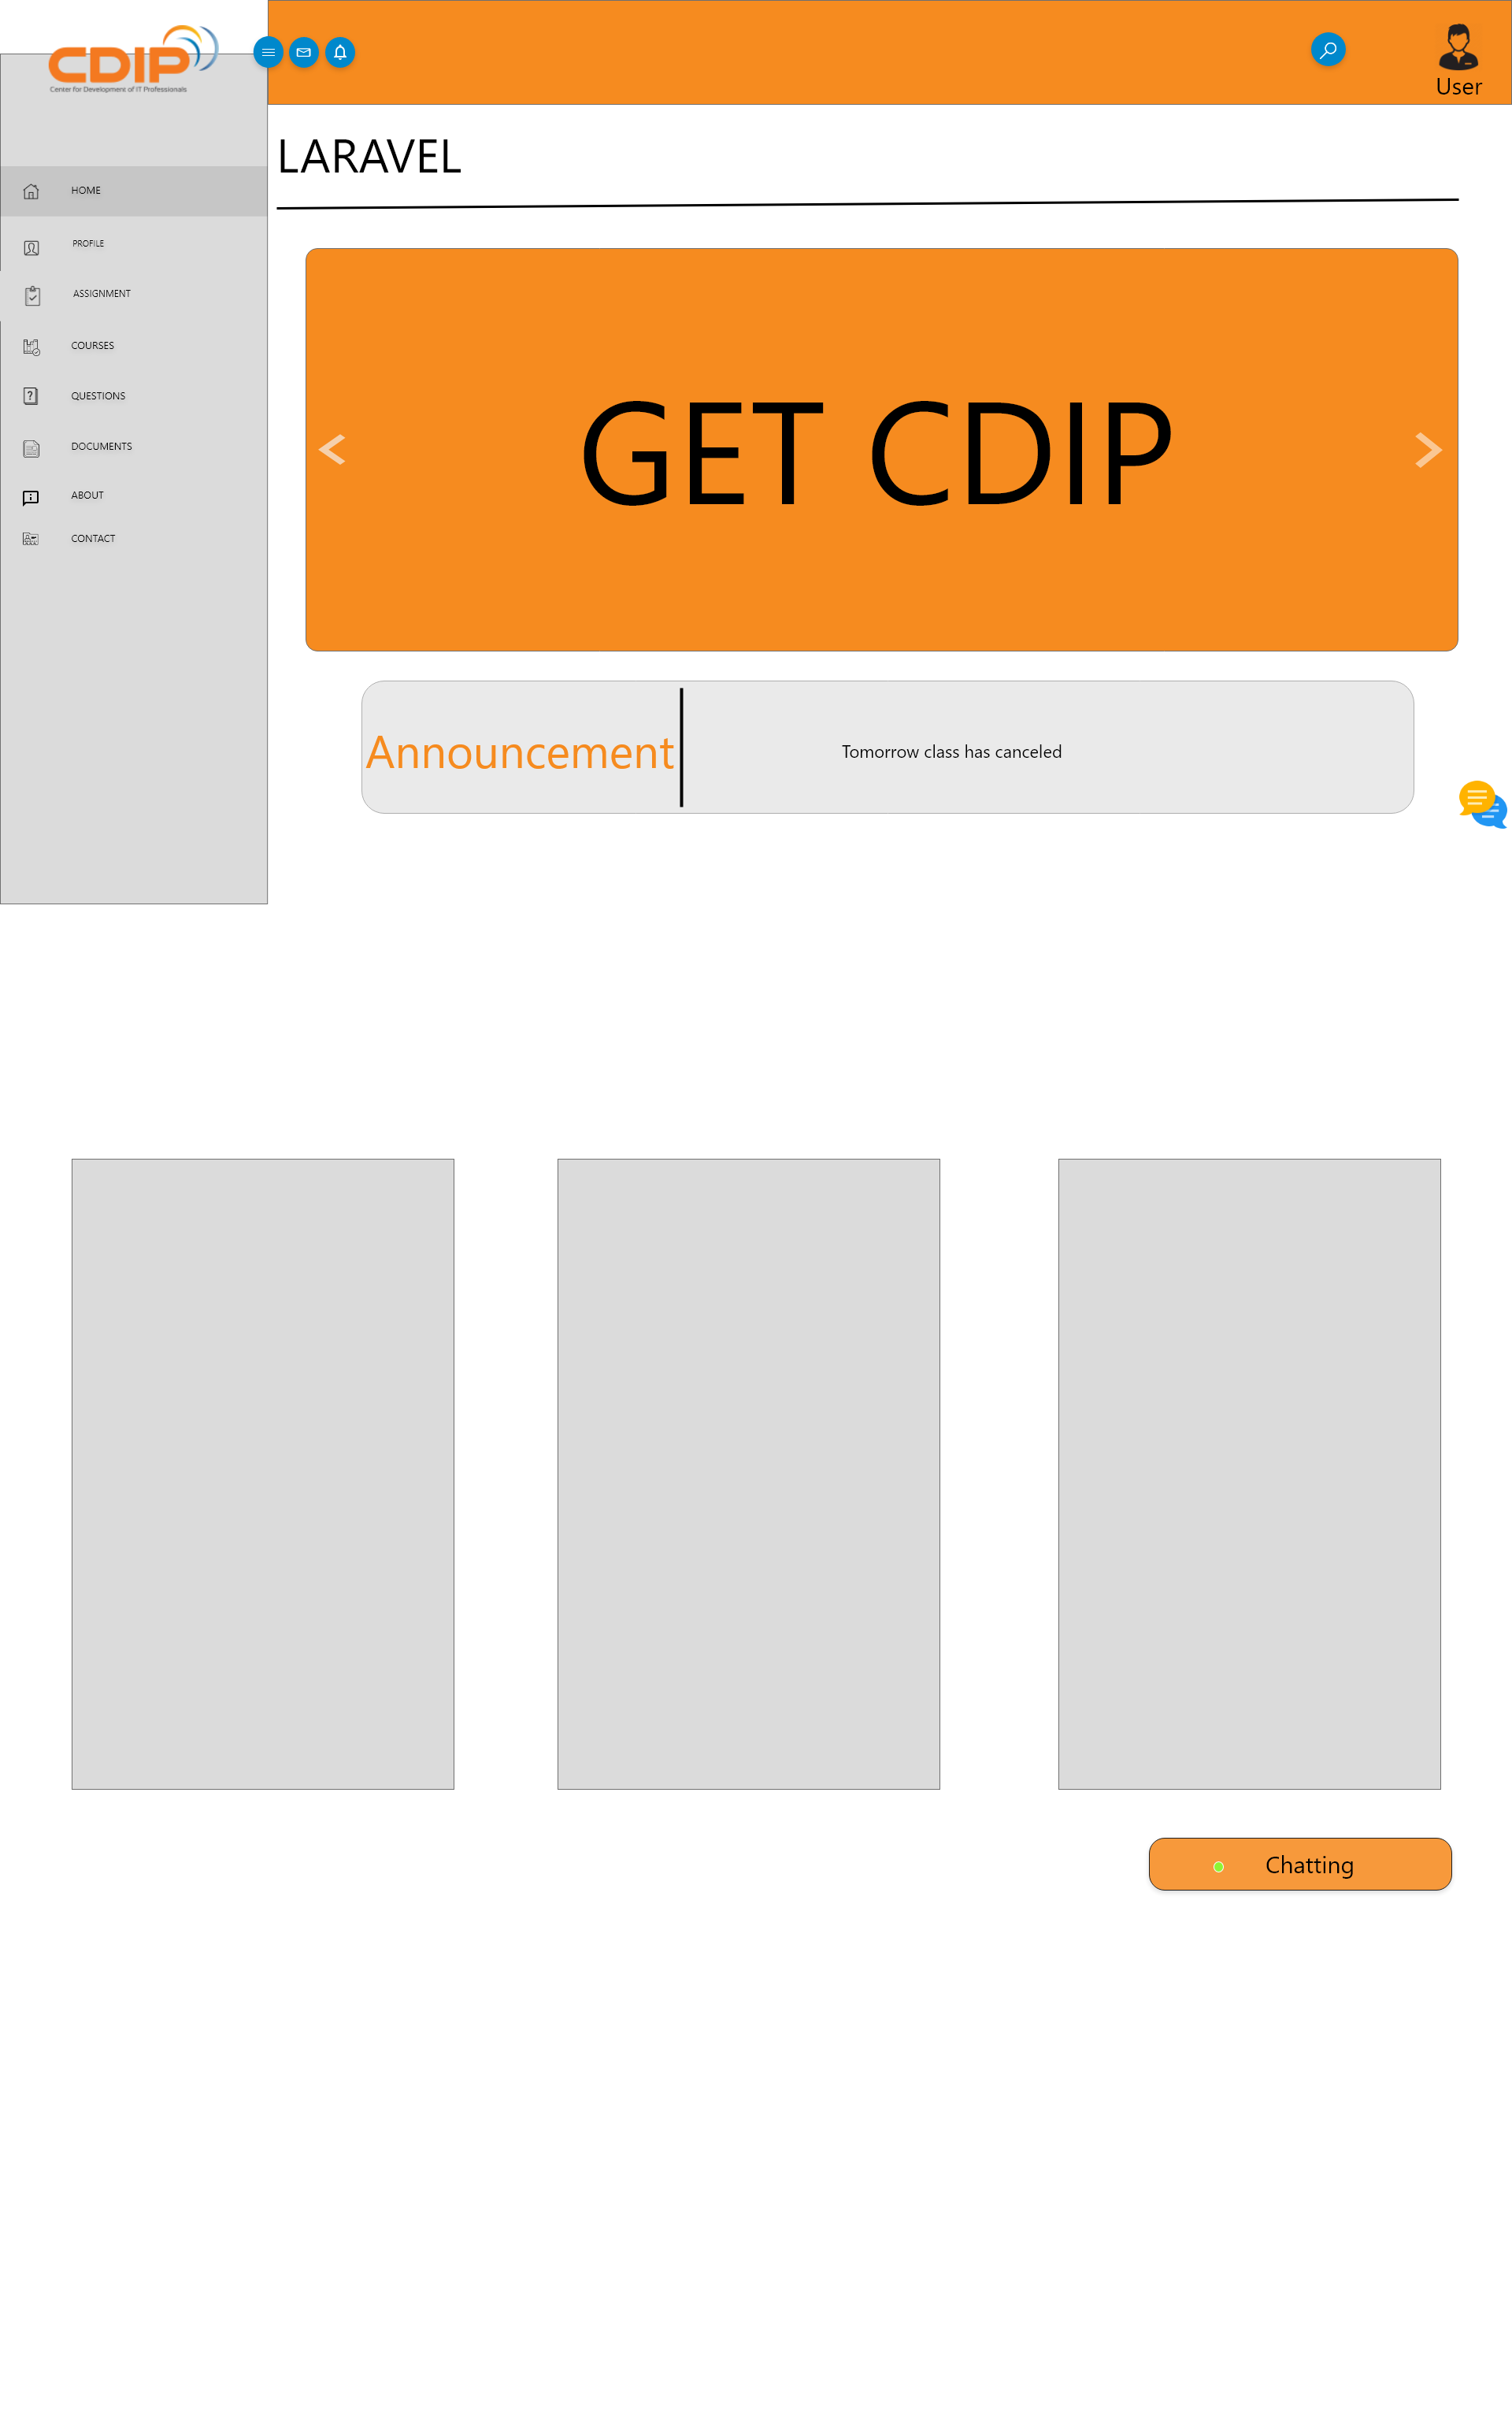 CDIP
Center for Development of IT Professionals
User
LARAVEL
HOME
PROFILE
ASSIGNMENT
COURSES
QUESTIONS
DOCUMENTS
ABOUT
CONTACT
< GET CDIP >
Announcement
Tomorrow class has canceled
Chatting